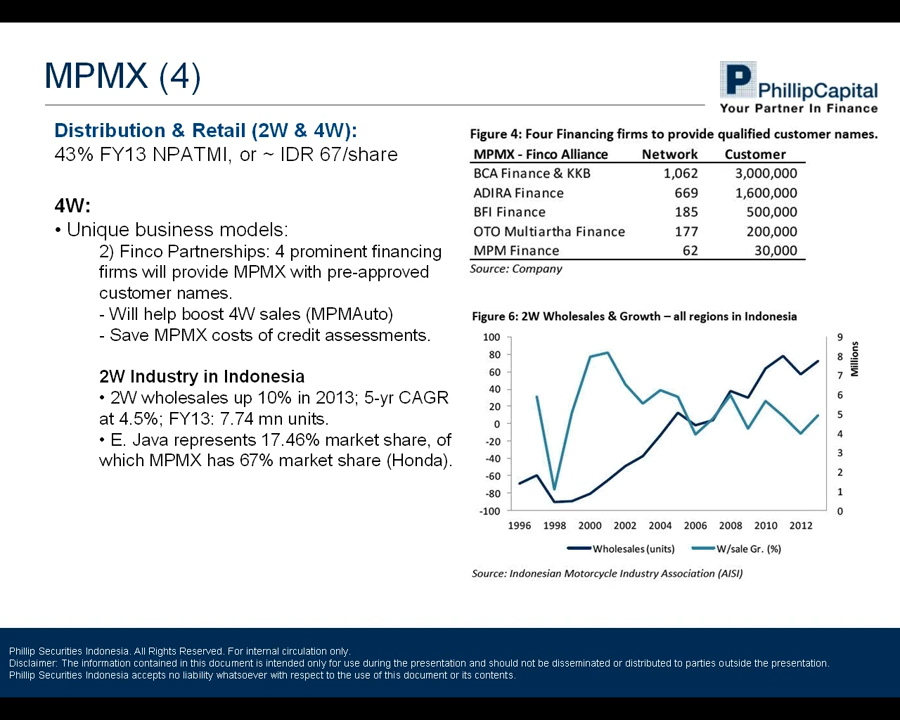 MPMX (4)
PhillipCapital
Your Partner In Finance
Distribution & Retail (2W & 4W):
43% FY13 NPATMI, or ~ IDR 67/share
4W:
• Unique business models:
2) Finco Partnerships: 4 prominent financing
firms will provide MPMX with pre-approved
customer names.
- Will help boost 4W sales (MPMAuto)
- Save MPMX costs of credit assessments.
2W Industry in Indonesia
• 2W wholesales up 10% in 2013; 5-yr CAGR
at 4.5%; FY13: 7.74 mn units.
• E. Java represents 17.46% market share, of
which MPMX has 67% market share (Honda).
Figure 4: Four Financing firms to provide qualified customer names.
MPMX - Finco Alliance Network Customer
BCA Finance & KKB 1,062 3,000,000
ADIRA Finance 669 1,600,000
BFI Finance 185 500,000
OTO Multiartha Finance 177 200,000
MPM Finance 62 30,000
Source: Company
Figure 6: 2W Wholesales & Growth – all regions in Indonesia
100 9
80 8
60 7
40 6
20 5
0 4
-20 3
-40 2
-60 1
-80 0
-100
Millions
1996 1998 2000 2002 2004 2006 2008 2010 2012
Wholesales (units) W/sale Gr. (%)
Source: Indonesian Motorcycle Industry Association (AISI)
Phillip Securities Indonesia. All Rights Reserved. For internal circulation only.
Disclaimer: The information contained in this document is intended only for use during the presentation and should not be disseminated or distributed to parties outside the presentation.
Phillip Securities Indonesia accepts no liability whatsoever with respect to the use of this document or its contents.